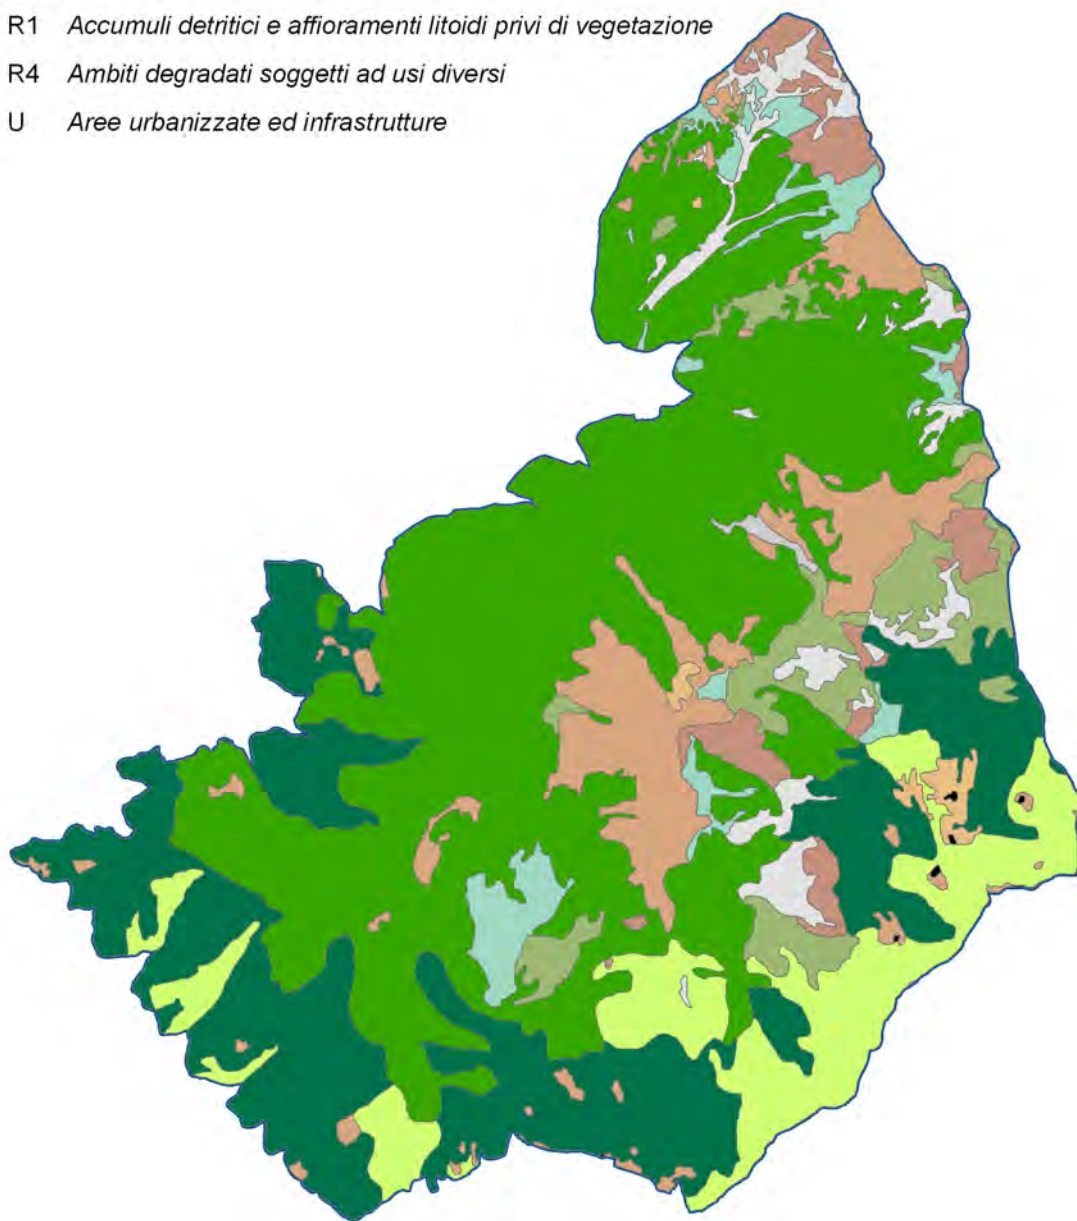 R1 Accumuli detritici e affioramenti litoidi privi di vegetazione
R4 Ambiti degradati soggetti ad usi diversi
U Aree urbanizzate ed infrastrutture